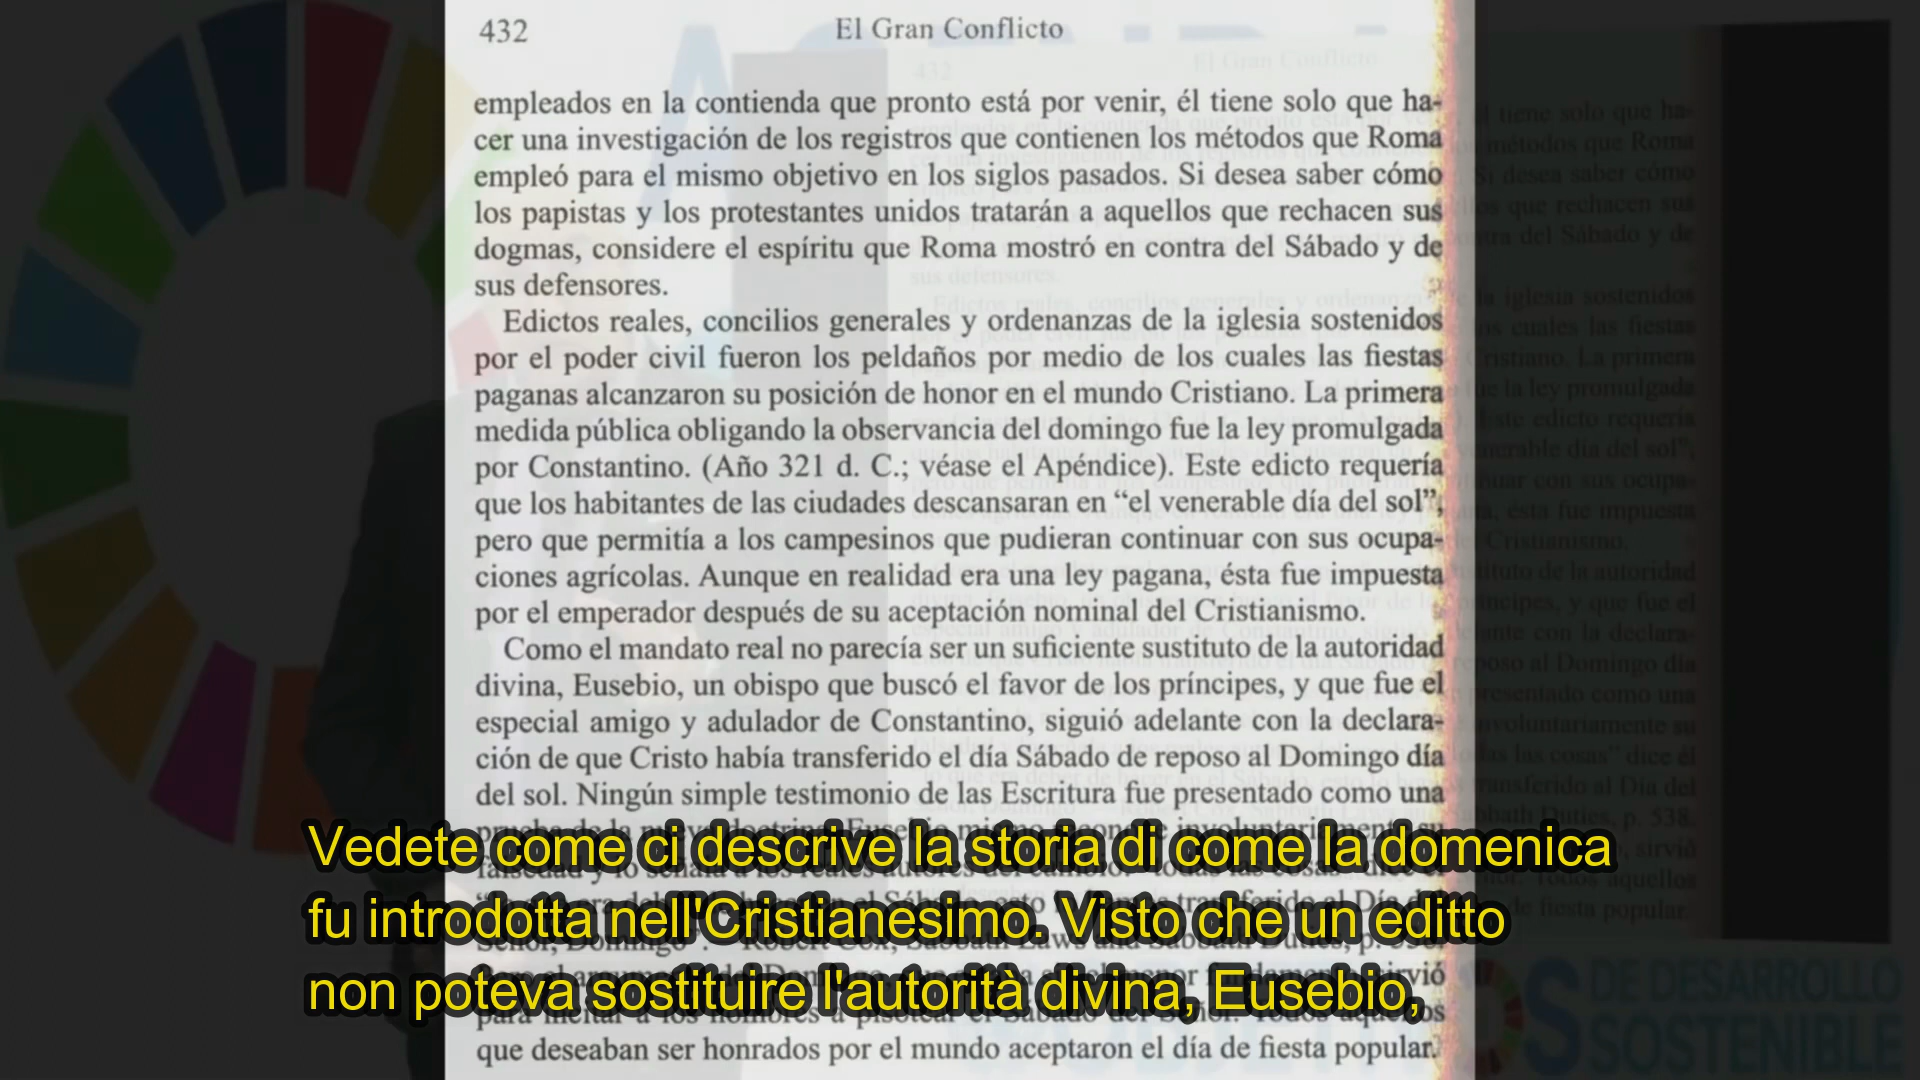 432
El Gran Conflicto
empleados en la contienda que pronto está por venir, él tiene solo que ha-
cer una investigación de los registros que contienen los métodos que Roma
empleó para el mismo objetivo en los siglos pasados. Si desea saber cómo
los papistas y los protestantes unidos tratarán a aquellos que rechacen sus
dogmas, considere el espíritu que Roma mostró en contra del Sábado y de
sus defensores.
Edictos reales, concilios generales y ordenanzas de la iglesia sostenidos
por el poder civil fueron los peldaños por medio de los cuales las fiestas
paganas alcanzaron su posición de honor en el mundo Cristiano. La primera
medida pública obligando la observancia del domingo fue la ley promulgada
por Constantino. (Año 321 d. C.; véase el Apéndice). Este edicto requería
que los habitantes de las ciudades descansaran en “el venerable día del sol”,
pero que permitía a los campesinos que pudieran continuar con sus ocupa-
ciones agrícolas. Aunque en realidad era una ley pagana, ésta fue impuesta
por el emperador después de su aceptación nominal del Cristianismo.
Como el mandato real no parecía ser un suficiente sustituto de la autoridad
divina, Eusebio, un obispo que buscó el favor de los príncipes, y que fue el
especial amigo y adulador de Constantino, siguió adelante con la declara-
ción de que Cristo había transferido el día Sábado de reposo al Domingo día
del sol. Ningún simple testimonio de las Escritura fue presentado como una
que deseaban ser honrados por el mundo aceptaron el día de fiesta popular.
Vedete come ci descrive la storia di come la domenica
fu introdotta nell'Cristianesimo. Visto che un editto
non poteva sostituire l'autorità divina, Eusebio,
DE DESARROLLO
SOSTENIBLE